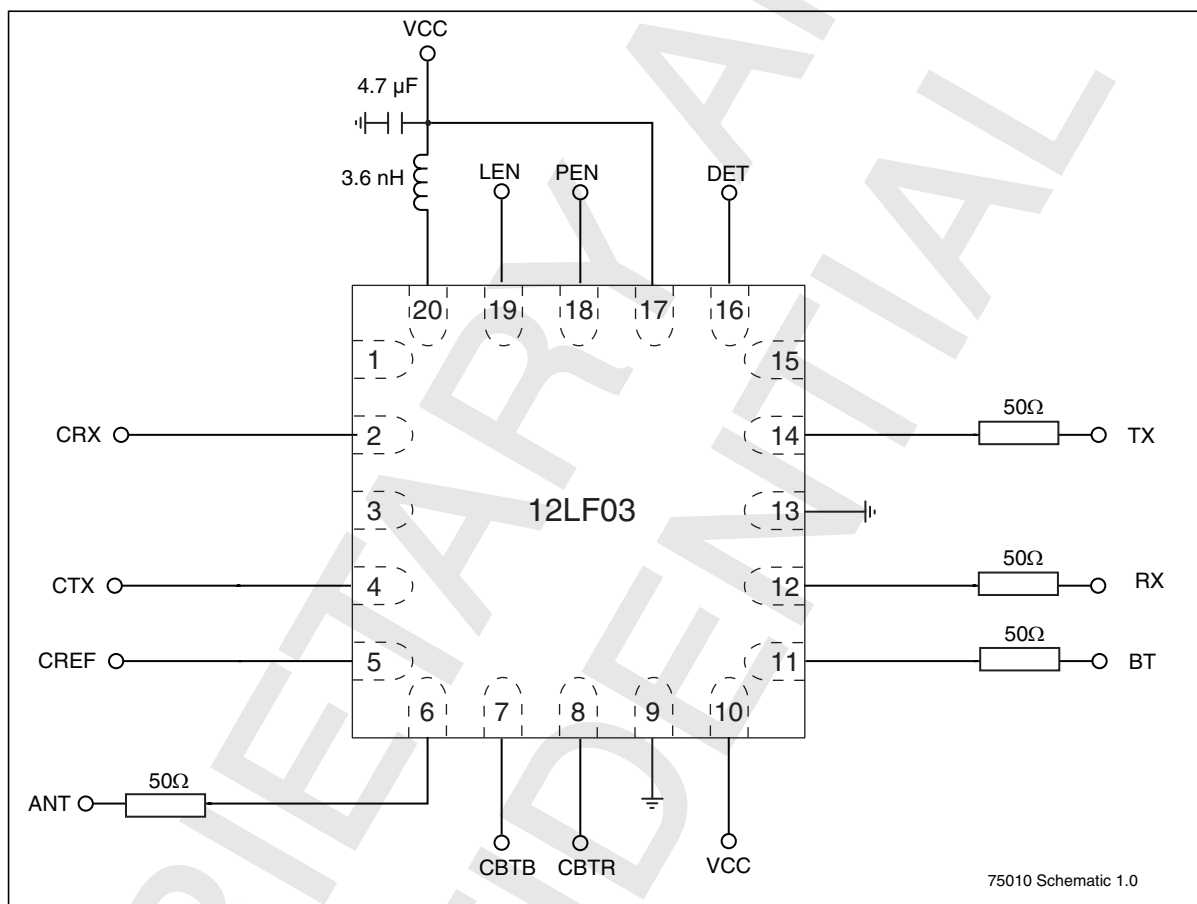 VCC
4.7 µF
3.6 nH
LEN
PEN
DET
20 19 18 17 16
1
15
CRX
2
14
50Ω
TX
3
12LF03
13
CTX
4
12
50Ω
RX
CREF
5
11
50Ω
BT
6 7 8 9 10
ANT
50Ω
CBTB
CBTR
VCC
75010 Schematic 1.0